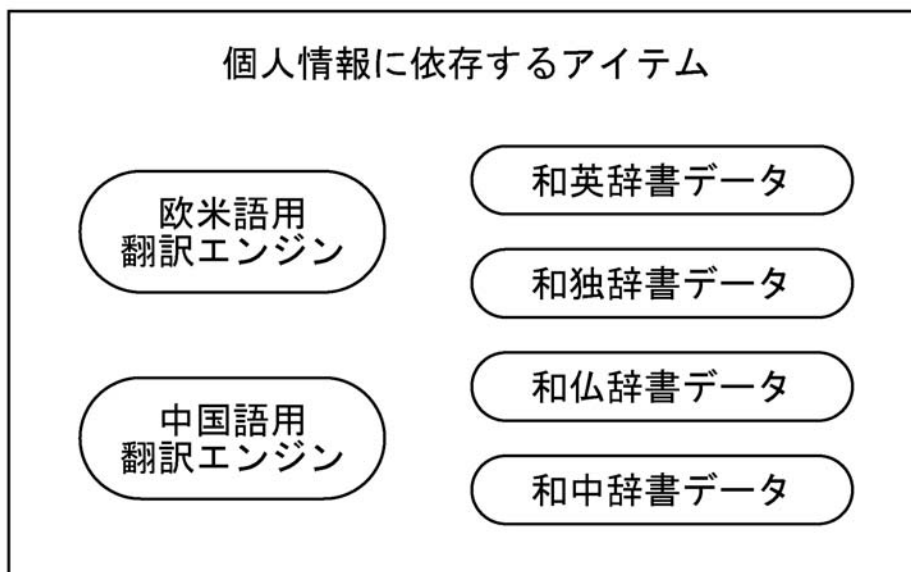 個人情報に依存するアイテム
欧米語用
翻訳エンジン
中国語用
翻訳エンジン
和英辞書データ
和独辞書データ
和仏辞書データ
和中辞書データ